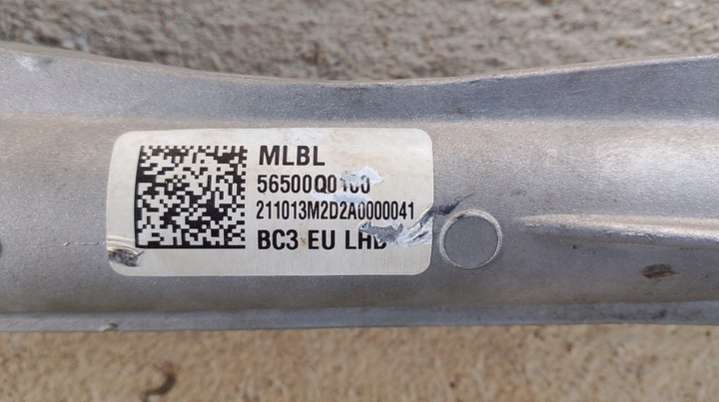 MLBL
56500Q0100
211013M2D2A0000041
BC3 EU LHD